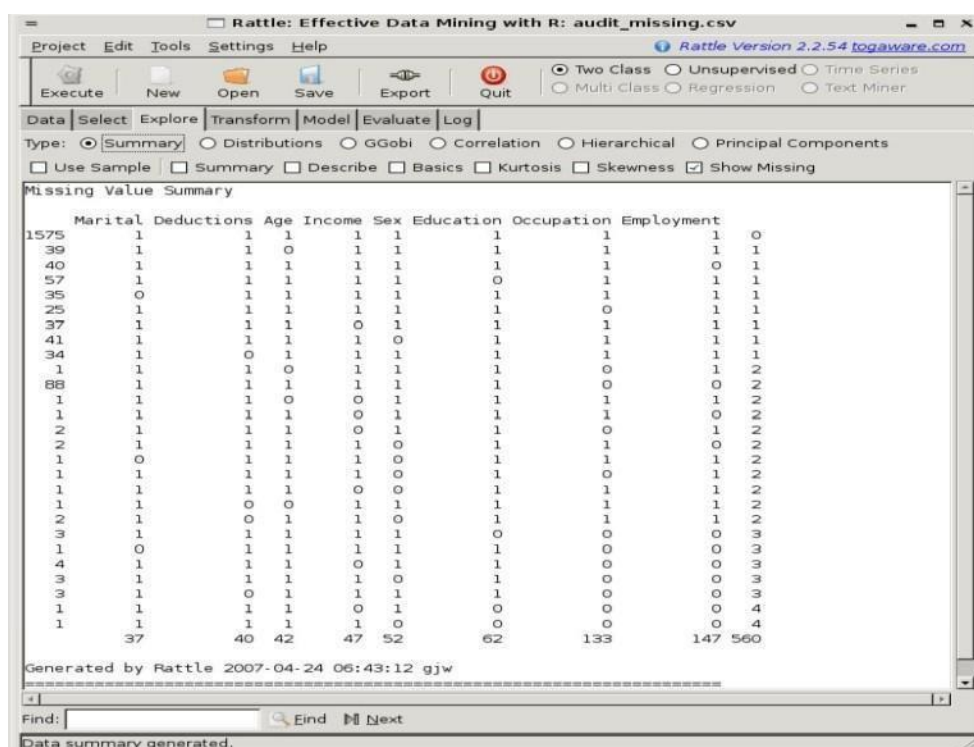 Rattle: Effective Data Mining with R: audit_missing.csv
Project Edit Tools Settings Help Rattle Version 2.2.54 togaware.com
Execute New Open Save Export Quit Two Class Unsupervised Time Series
Multi Class Regression Text Miner
Data Select Explore Transform Model Evaluate Log
Type: Summary Distributions GGobi Correlation Hierarchical Principal Components
Use Sample Summary Describe Basics Kurtosis Skewness Show Missing
Missing Value Summary
Marital Deductions Age Income Sex Education Occupation Employment
1575 1 1 1 1 1 1 1 1 0
39 1 1 0 1 1 1 1 1 1
40 1 1 1 1 1 1 1 0 1
57 1 1 1 1 1 0 1 1 1
35 0 1 1 1 1 1 1 1 1
25 1 1 1 1 1 1 0 1 1
37 1 1 1 0 1 1 1 1 1
41 1 1 1 1 0 1 1 1 1
34 1 0 1 1 1 1 1 1 1
1 1 1 0 1 1 1 0 1 2
88 1 1 1 1 1 1 0 0 2
1 1 1 0 0 1 1 1 1 2
1 1 1 1 0 1 1 1 0 2
2 1 1 1 0 1 1 0 1 2
2 1 1 1 1 0 1 1 0 2
1 0 1 1 1 0 1 1 1 2
1 1 1 1 1 0 1 0 1 2
1 1 1 1 0 0 1 1 1 2
1 1 0 0 1 1 1 1 1 2
2 1 0 1 1 0 1 1 1 2
3 1 1 1 1 1 0 0 0 3
1 0 1 1 1 1 1 0 0 3
4 1 1 1 0 1 1 0 0 3
3 1 1 1 1 0 1 0 0 3
3 1 0 1 1 1 1 0 0 3
1 1 1 1 0 1 0 0 0 4
1 1 1 1 1 0 0 0 0 4
37 40 42 47 52 62 133 147 560
Generated by Rattle 2007-04-24 06:43:12 gjw
======================================================================
Find: Find Next
Data summary generated.